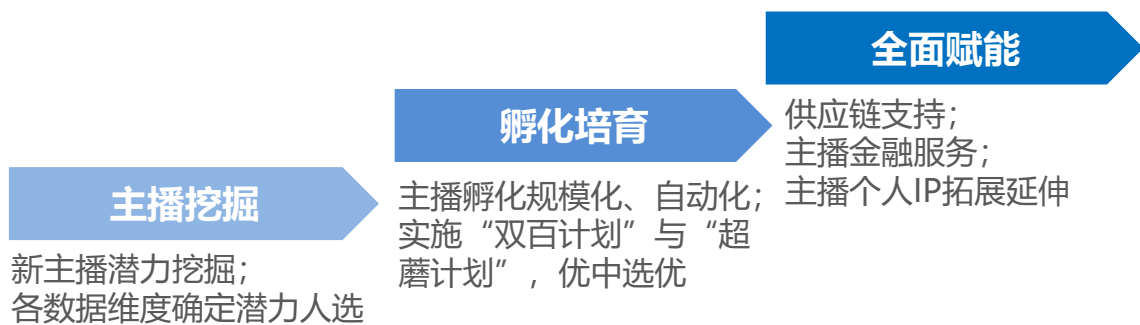 主播挖掘
新主播潜力挖掘；
各数据维度确定潜力人选
孵化培育
主播孵化规模化、自动化；
实施“双百计划”与“超
磨计划”，优中选优
全面赋能
供应链支持；
主播金融服务；
主播个人IP拓展延伸